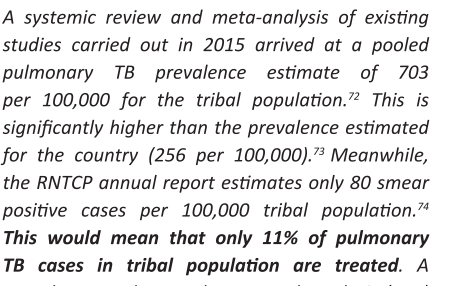 A systemic review and meta-analysis of existing
studies carried out in 2015 arrived at a pooled
pulmonary TB prevalence estimate of 703
per 100,000 for the tribal population.72 This is
significantly higher than the prevalence estimated
for the country (256 per 100,000).73 Meanwhile,
the RNTCP annual report estimates only 80 smear
positive cases per 100,000 tribal population.74
This would mean that only 11% of pulmonary
TB cases in tribal population are treated. A